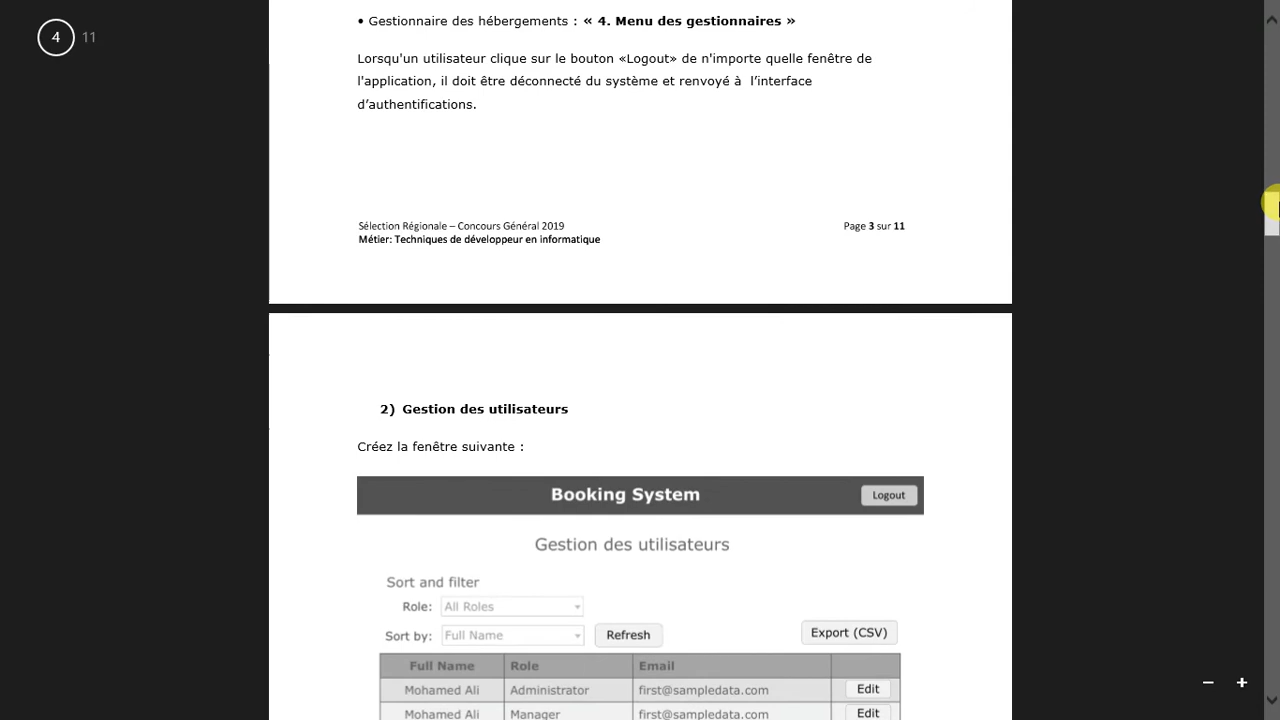 4 11
• Gestionnaire des hébergements : « 4. Menu des gestionnaires »
Lorsqu'un utilisateur clique sur le bouton «Logout» de n'importe quelle fenêtre de
l'application, il doit être déconnecté du système et renvoyé à l’interface
d’authentifications.
Sélection Régionale – Concours Général 2019
Page 3 sur 11
Métier: Techniques de développeur en informatique
2) Gestion des utilisateurs
Créez la fenêtre suivante :
Booking System
Logout
Gestion des utilisateurs
Sort and filter
Role: All Roles
Sort by: Full Name Refresh Export (CSV)
Full Name Role Email
Mohamed Ali Administrator first@sampledata.com Edit
Mohamed Ali Manager first@sampledata.com Edit